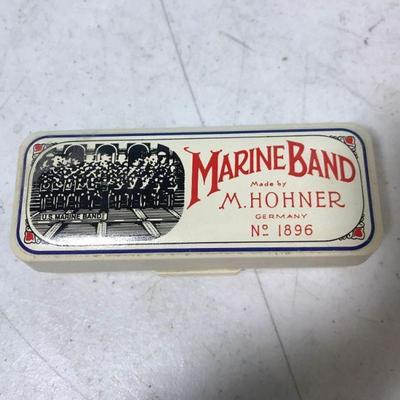 MARINE BAND
Made by
M. HOHNER
GERMANY
Nº 1896
U.S. MARINE BAND